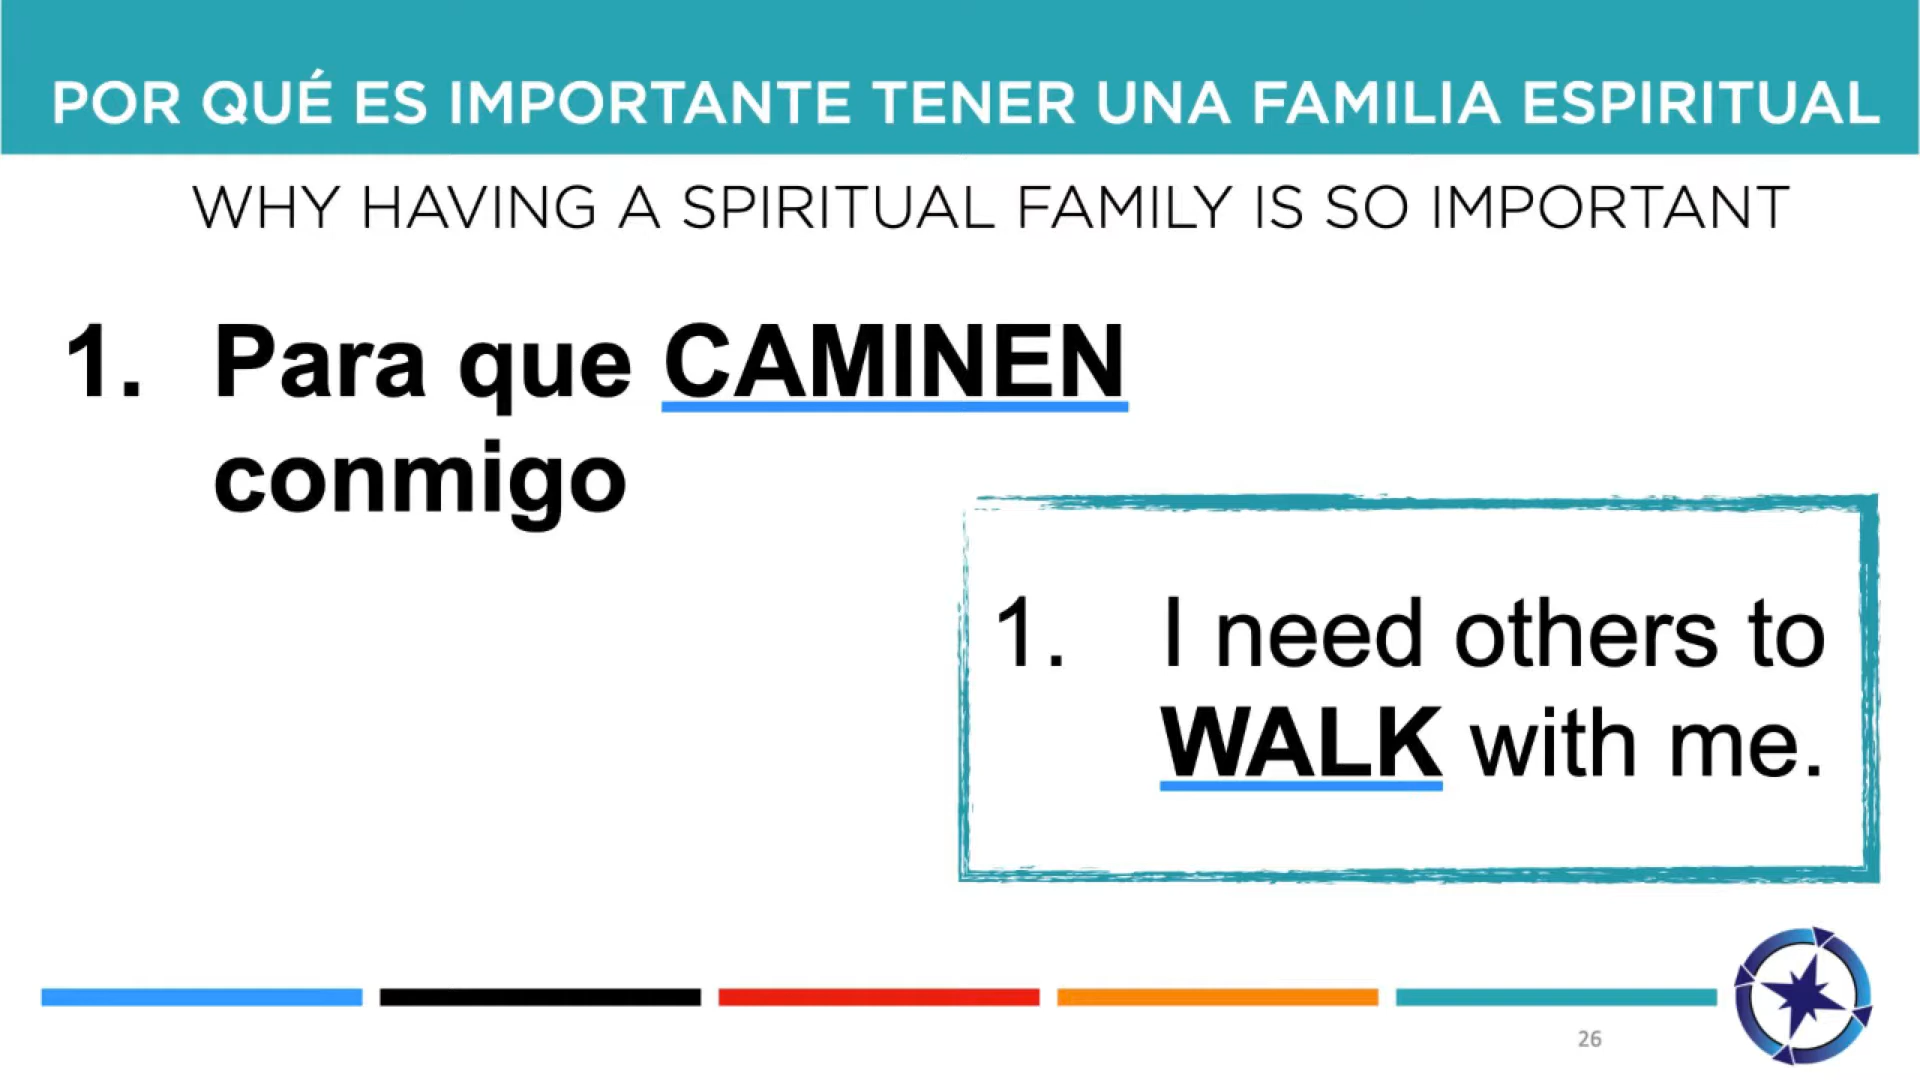 POR QUÉ ES IMPORTANTE TENER UNA FAMILIA ESPIRITUAL
WHY HAVING A SPIRITUAL FAMILY IS SO IMPORTANT
1. Para que CAMINEN
conmigo
1. I need others to
WALK with me.
26